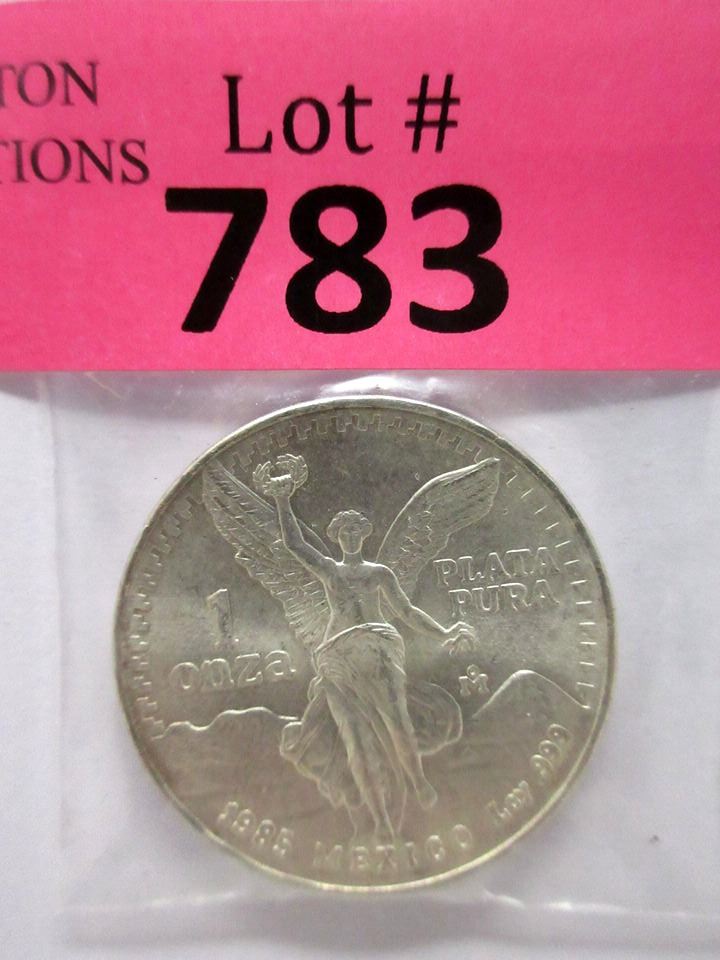 TON
TIONS
Lot #
783
1
onza
PLATA
PURA
M
1985 MEXICO Ley .999